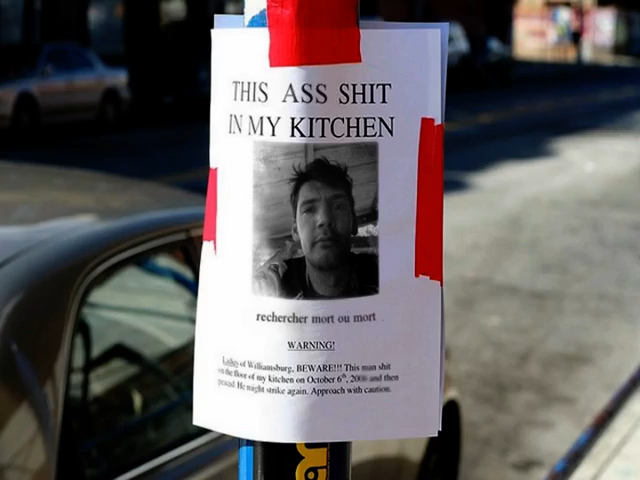 THIS ASS SHIT
IN MY KITCHEN
rechercher mort ou mort
WARNING!
Ladies of Williamsburg, BEWARE!!! This man shit
on the floor of my kitchen on October 6th, 2008 and then
He might strike again. Approach with caution.